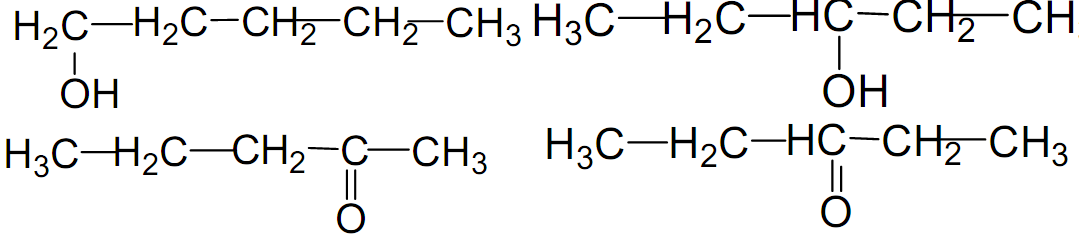 H₂C—H₂C—CH₂—CH₂—CH₃ H₃C—H₂C—HC—CH₂—CH
OH OH
H₃C—H₂C—CH₂—C—CH₃ H₃C—H₂C—HC—CH₂—CH₃
O O